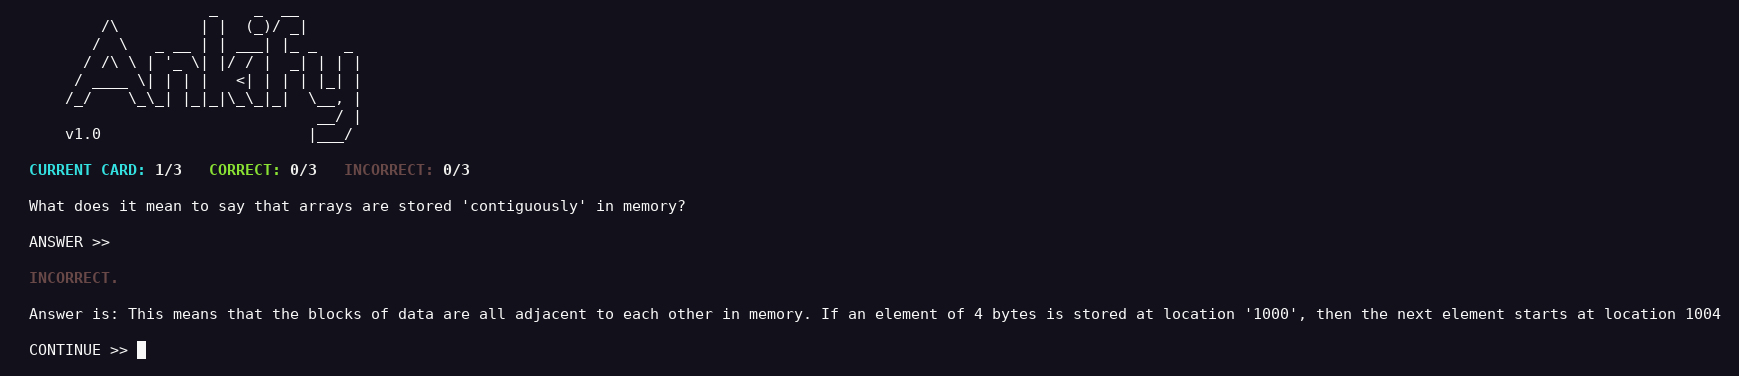 Ankify
v1.0
CURRENT CARD: 1/3 CORRECT: 0/3 INCORRECT: 0/3
What does it mean to say that arrays are stored 'contiguously' in memory?
ANSWER >>
INCORRECT.
Answer is: This means that the blocks of data are all adjacent to each other in memory. If an element of 4 bytes is stored at location '1000', then the next element starts at location 1004
CONTINUE >>